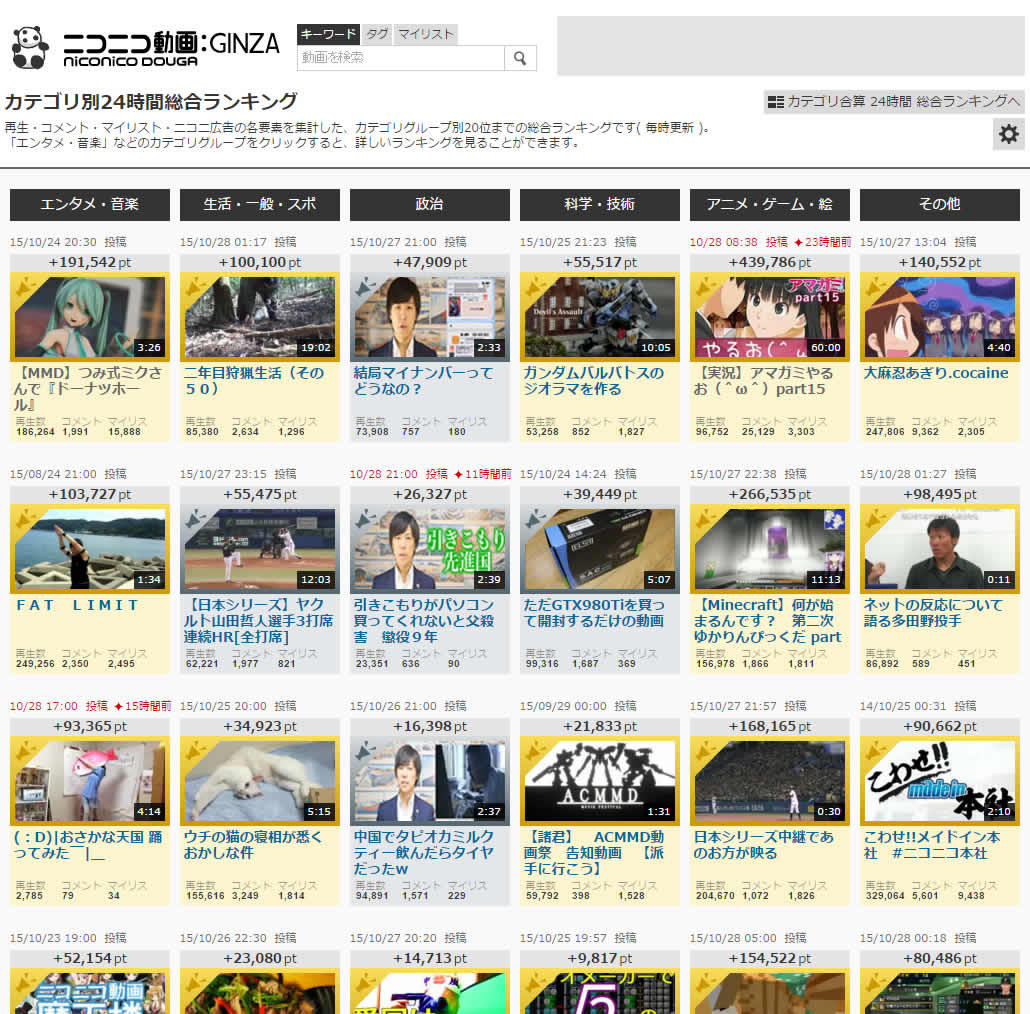 ニコニコ動画:GINZA
niconico douga
キーワード タグ マイリスト
動画を検索
カテゴリ別24時間総合ランキング
カテゴリ合算 24時間 総合ランキングへ
再生・コメント・マイリスト・ニコニ広告の各要素を集計した、カテゴリグループ別20位までの総合ランキングです( 毎時更新 )。
「エンタメ・音楽」などのカテゴリグループをクリックすると、詳しいランキングを見ることができます。
エンタメ・音楽 生活・一般・スポ 政治 科学・技術 アニメ・ゲーム・絵 その他
15/10/24 20:30 投稿
+191,542 pt
3:26
【MMD】つみ式ミクさ
んで『ドーナツホー
ル』
再生数 コメント マイリス
186,264 1,991 15,888
15/10/28 01:17 投稿
+100,100 pt
19:02
二年目狩猟生活（その
５０）
再生数 コメント マイリス
85,380 2,634 1,296
15/10/27 21:00 投稿
+47,909 pt
2:33
結局マイナンバーって
どうなの？
再生数 コメント マイリス
73,908 757 180
15/10/25 21:23 投稿
+55,517 pt
Devil's Assault
10:05
ガンダムバルバトスの
ジオラマを作る
再生数 コメント マイリス
53,258 852 1,827
10/28 08:38 投稿 ✦23時間前
+439,786 pt
アマガミ
part15
やるお(^ω
60:00
【実況】アマガミやる
お（＾ω＾）part15
再生数 コメント マイリス
96,752 25,129 3,303
15/10/27 13:04 投稿
+140,552 pt
4:40
大麻忍あぎり.cocaine
再生数 コメント マイリス
247,806 9,362 2,305
15/08/24 21:00 投稿
+103,727 pt
1:34
ＦＡＴ　ＬＩＭＩＴ
再生数 コメント マイリス
249,256 2,350 2,495
15/10/27 23:15 投稿
+55,475 pt
12:03
【日本シリーズ】ヤク
ルト山田哲人選手3打席
連続HR[全打席]
再生数 コメント マイリス
62,221 1,977 821
10/28 21:00 投稿 ✦11時間前
+26,327 pt
引きこもり
先進国
2:39
引きこもりがパソコン
買ってくれないと父殺
害　懲役９年
再生数 コメント マイリス
23,351 636 90
15/10/24 14:24 投稿
+39,449 pt
5:07
ただGTX980Tiを買っ
て開封するだけの動画
再生数 コメント マイリス
99,316 1,687 369
15/10/27 22:38 投稿
+266,535 pt
11:13
【Minecraft】何が始
まるんです？　第二次
ゆかりんぴっくだ part
再生数 コメント マイリス
156,978 1,866 1,811
15/10/28 01:27 投稿
+98,495 pt
0:11
ネットの反応について
語る多田野投手
再生数 コメント マイリス
86,892 589 451
10/28 17:00 投稿 ✦15時間前
+93,365 pt
4:14
(：D)|おさかな天国 踊
ってみた￣|＿
再生数 コメント マイリス
2,785 79 34
15/10/25 20:00 投稿
+34,923 pt
5:15
ウチの猫の寝相が悉く
おかしな件
再生数 コメント マイリス
155,616 3,249 1,814
15/10/26 21:00 投稿
+16,398 pt
2:37
中国でタピオカミルク
ティー飲んだらタイヤ
だったw
再生数 コメント マイリス
94,891 1,571 229
15/09/29 00:00 投稿
+21,833 pt
ACMMD
MOVIE FESTIVAL
1:31
【諸君】　ACMMD動
画祭　告知動画　【派
手に行こう】
再生数 コメント マイリス
59,792 398 1,528
15/10/27 21:57 投稿
+168,165 pt
0:30
日本シリーズ中継であ
のお方が映る
再生数 コメント マイリス
204,670 1,072 1,826
14/10/25 00:31 投稿
+90,662 pt
こわせ!!
made in
本社
2:10
こわせ!!メイドイン本
社　#ニコニコ本社
再生数 コメント マイリス
329,064 5,601 9,438
15/10/23 19:00 投稿
+52,154 pt
ニコニコ動画
15/10/26 22:30 投稿
+23,080 pt
15/10/27 20:20 投稿
+14,713 pt
15/10/25 19:57 投稿
+9,817 pt
15/10/28 05:00 投稿
+154,522 pt
15/10/28 00:18 投稿
+80,486 pt